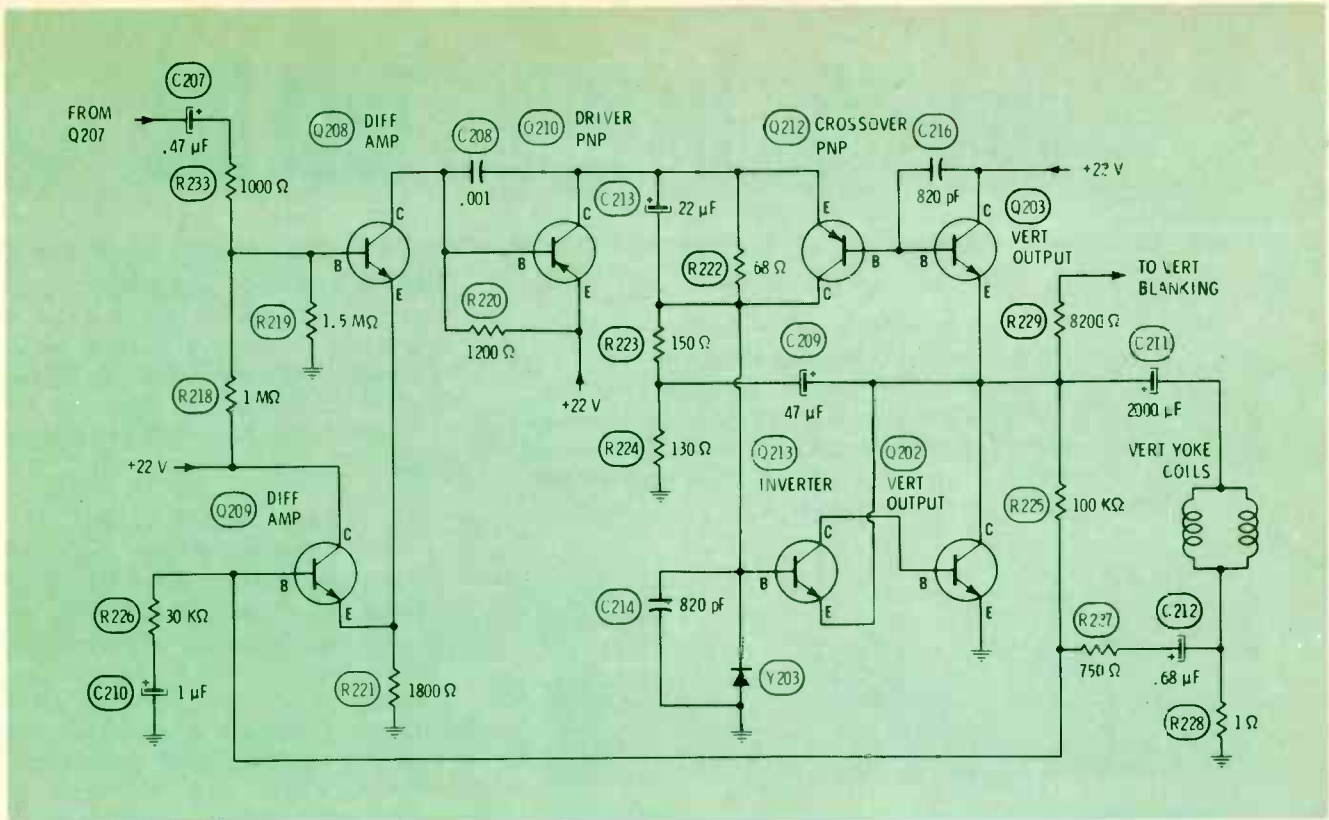 FROM
Q207
C207
.47 µF
R233
1000 Ω
Q208
DIFF
AMP
C208
.001
Q210
DRIVER
PNP
C213
22 µF
Q212
CROSSOVER
PNP
C216
820 pF
+22 V
Q203
VERT
OUTPUT
C
B
E
C
B
E
E
B
C
C
B
E
R219
1.5 MΩ
R220
1200 Ω
+22 V
R222
68 Ω
R223
150 Ω
C209
47 µF
R229
8200 Ω
TO VERT
BLANKING
C211
2000 µF
R218
1 MΩ
+22 V
Q209
DIFF
AMP
C
B
E
R224
130 Ω
Q213
INVERTER
Q202
VERT
OUTPUT
C
B
E
C
B
E
R225
100 KΩ
VERT YOKE
COILS
R226
30 KΩ
C210
1 µF
R221
1800 Ω
C214
820 pF
Y203
R227
750 Ω
C212
.68 µF
R228
1 Ω